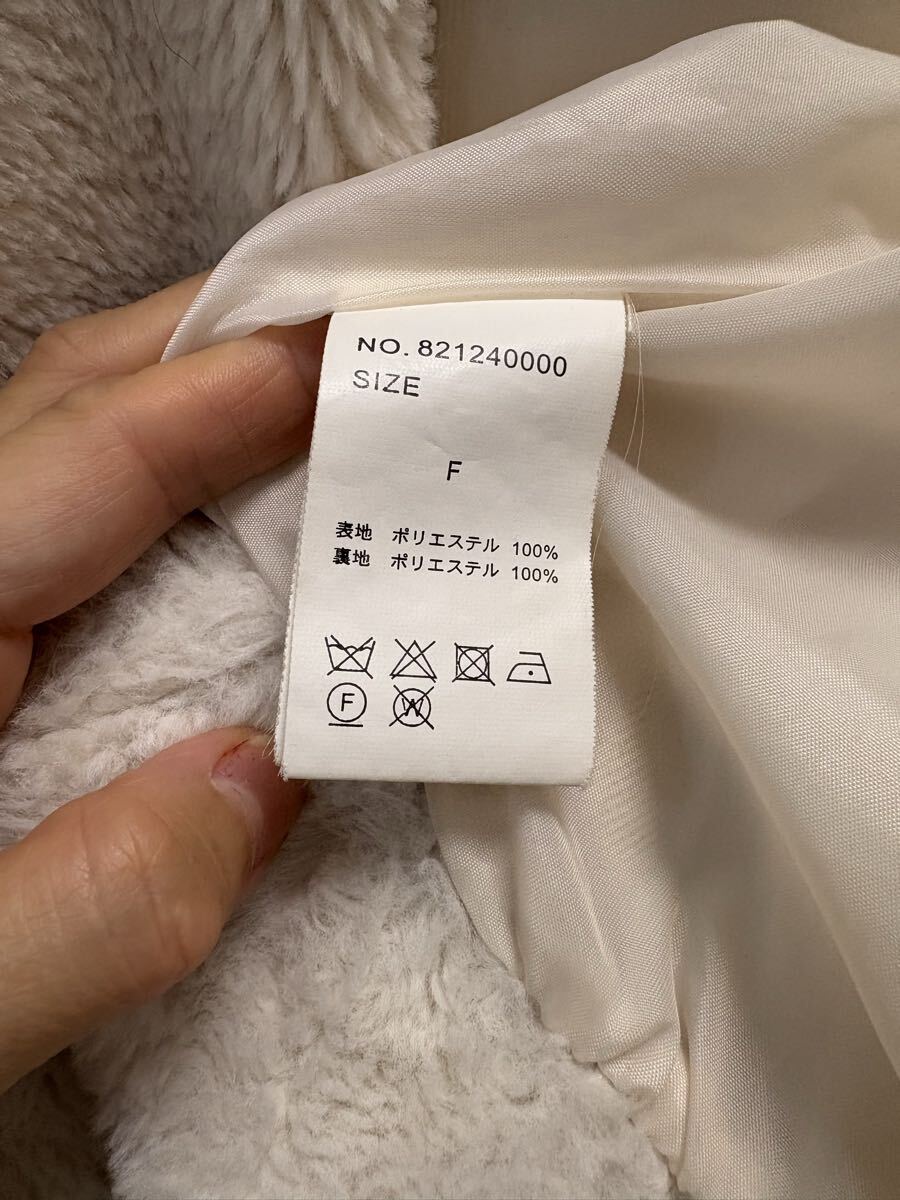 NO. 821240000
SIZE
F
表地 ポリエステル 100%
裏地 ポリエステル 100%
F W